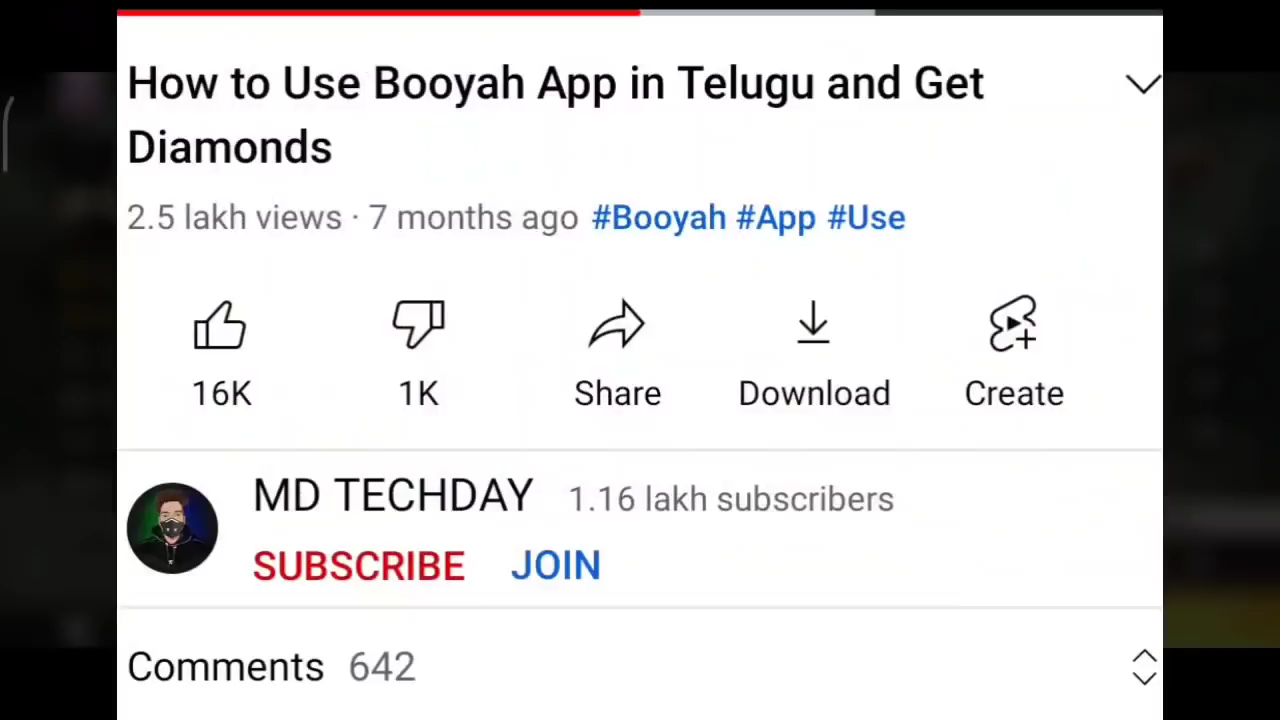 How to Use Booyah App in Telugu and Get
Diamonds
2.5 lakh views · 7 months ago #Booyah #App #Use
16K 1K Share Download Create
MD TECHDAY 1.16 lakh subscribers
SUBSCRIBE JOIN
Comments 642